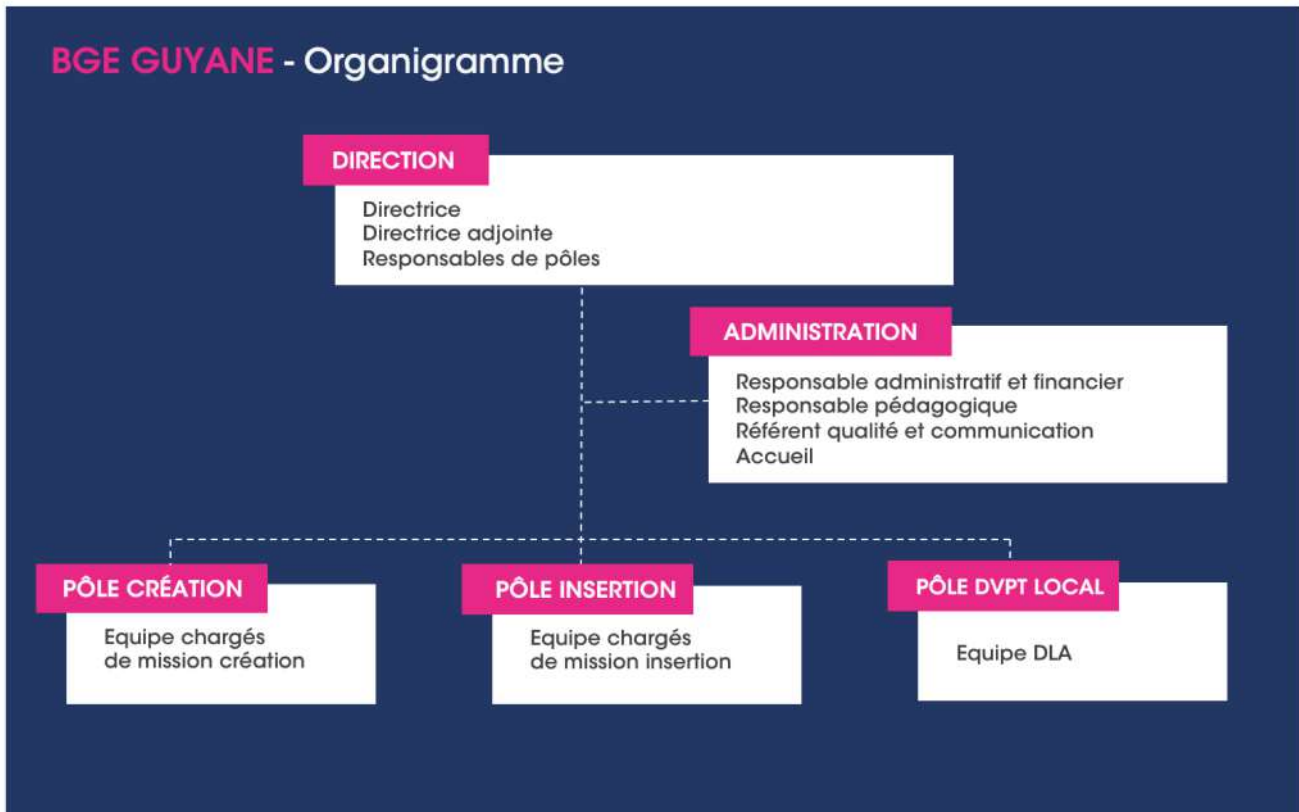 BGE GUYANE - Organigramme
DIRECTION
Directrice
Directrice adjointe
Responsables de pôles
ADMINISTRATION
Responsable administratif et financier
Responsable pédagogique
Référent qualité et communication
Accueil
PÔLE CRÉATION
Equipe chargés
de mission création
PÔLE INSERTION
Equipe chargés
de mission insertion
PÔLE DVPT LOCAL
Equipe DLA